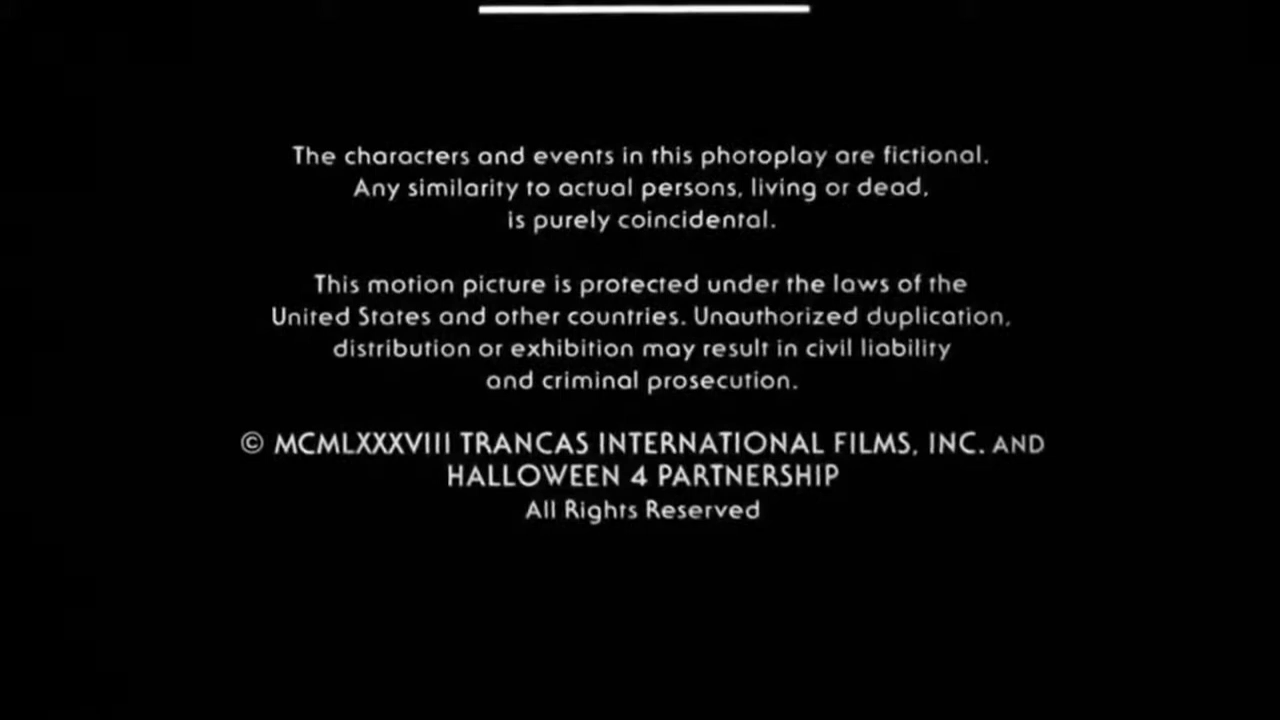 The characters and events in this photoplay are fictional.
Any similarity to actual persons, living or dead,
is purely coincidental.
This motion picture is protected under the laws of the
United States and other countries. Unauthorized duplication,
distribution or exhibition may result in civil liability
and criminal prosecution.
© MCMLXXXVIII TRANCAS INTERNATIONAL FILMS, INC. AND
HALLOWEEN 4 PARTNERSHIP
All Rights Reserved